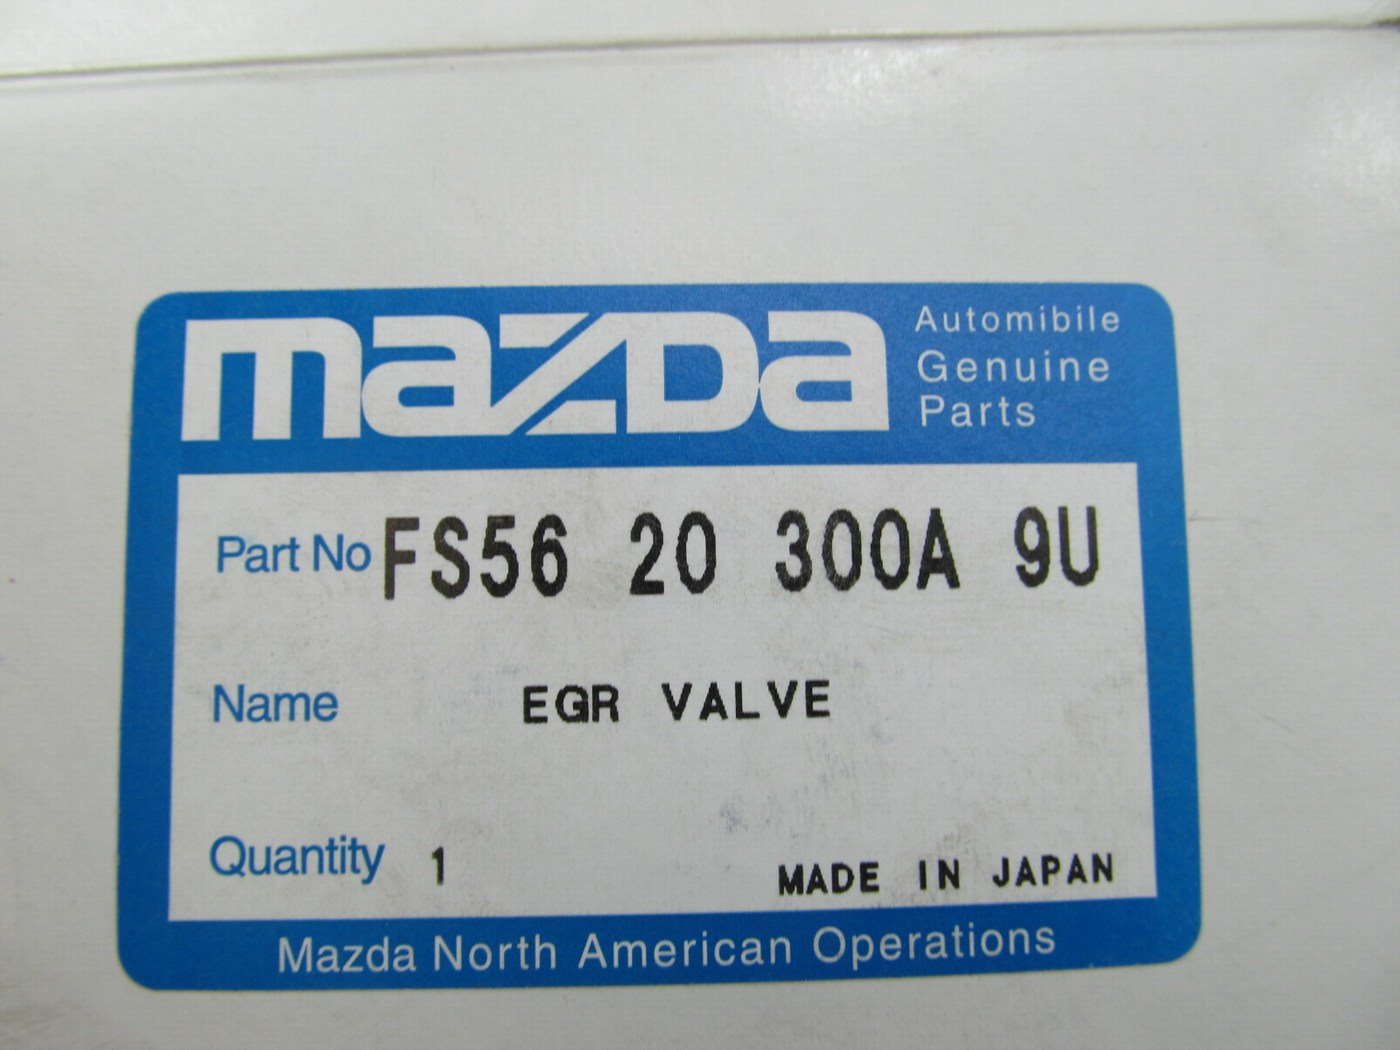 mazda
Automibile
Genuine
Parts
Part No FS56 20 300A 9U
Name EGR VALVE
Quantity 1
MADE IN JAPAN
Mazda North American Operations